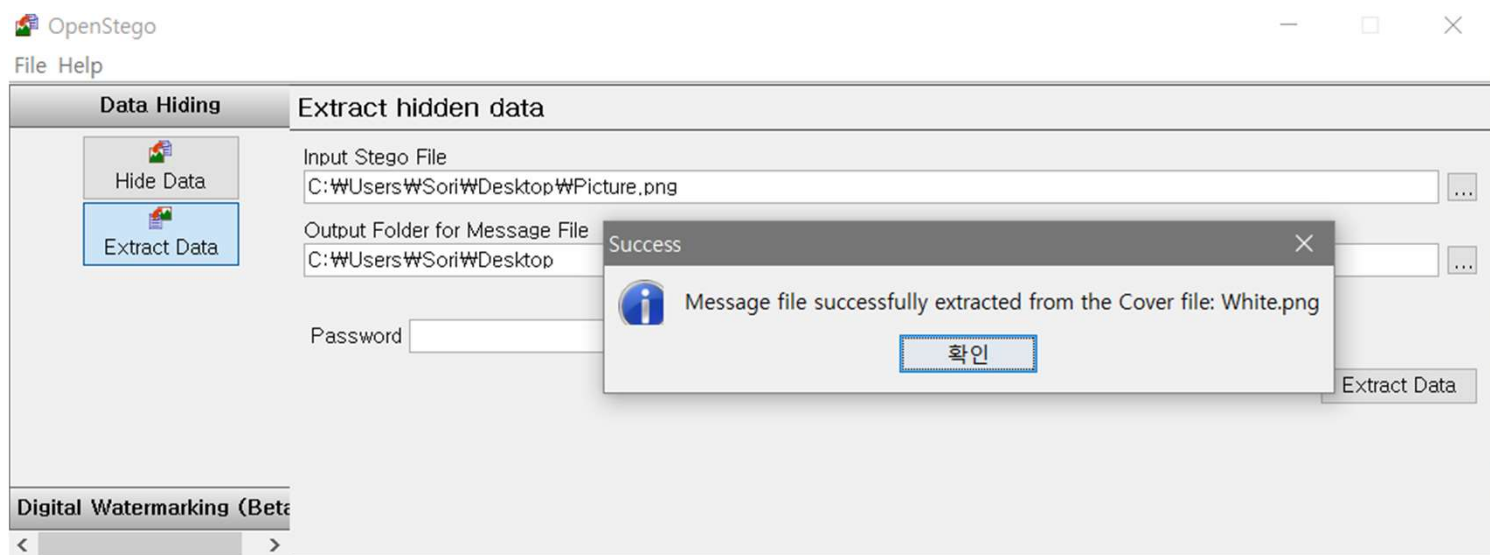 OpenStego
File Help
Data Hiding
Hide Data
Extract Data
Digital Watermarking (Beta
Extract hidden data
Input Stego File
C:₩Users₩Sori₩Desktop₩Picture.png
...
Output Folder for Message File
C:₩Users₩Sori₩Desktop
...
Password
Extract Data
Success
Message file successfully extracted from the Cover file: White.png
확인